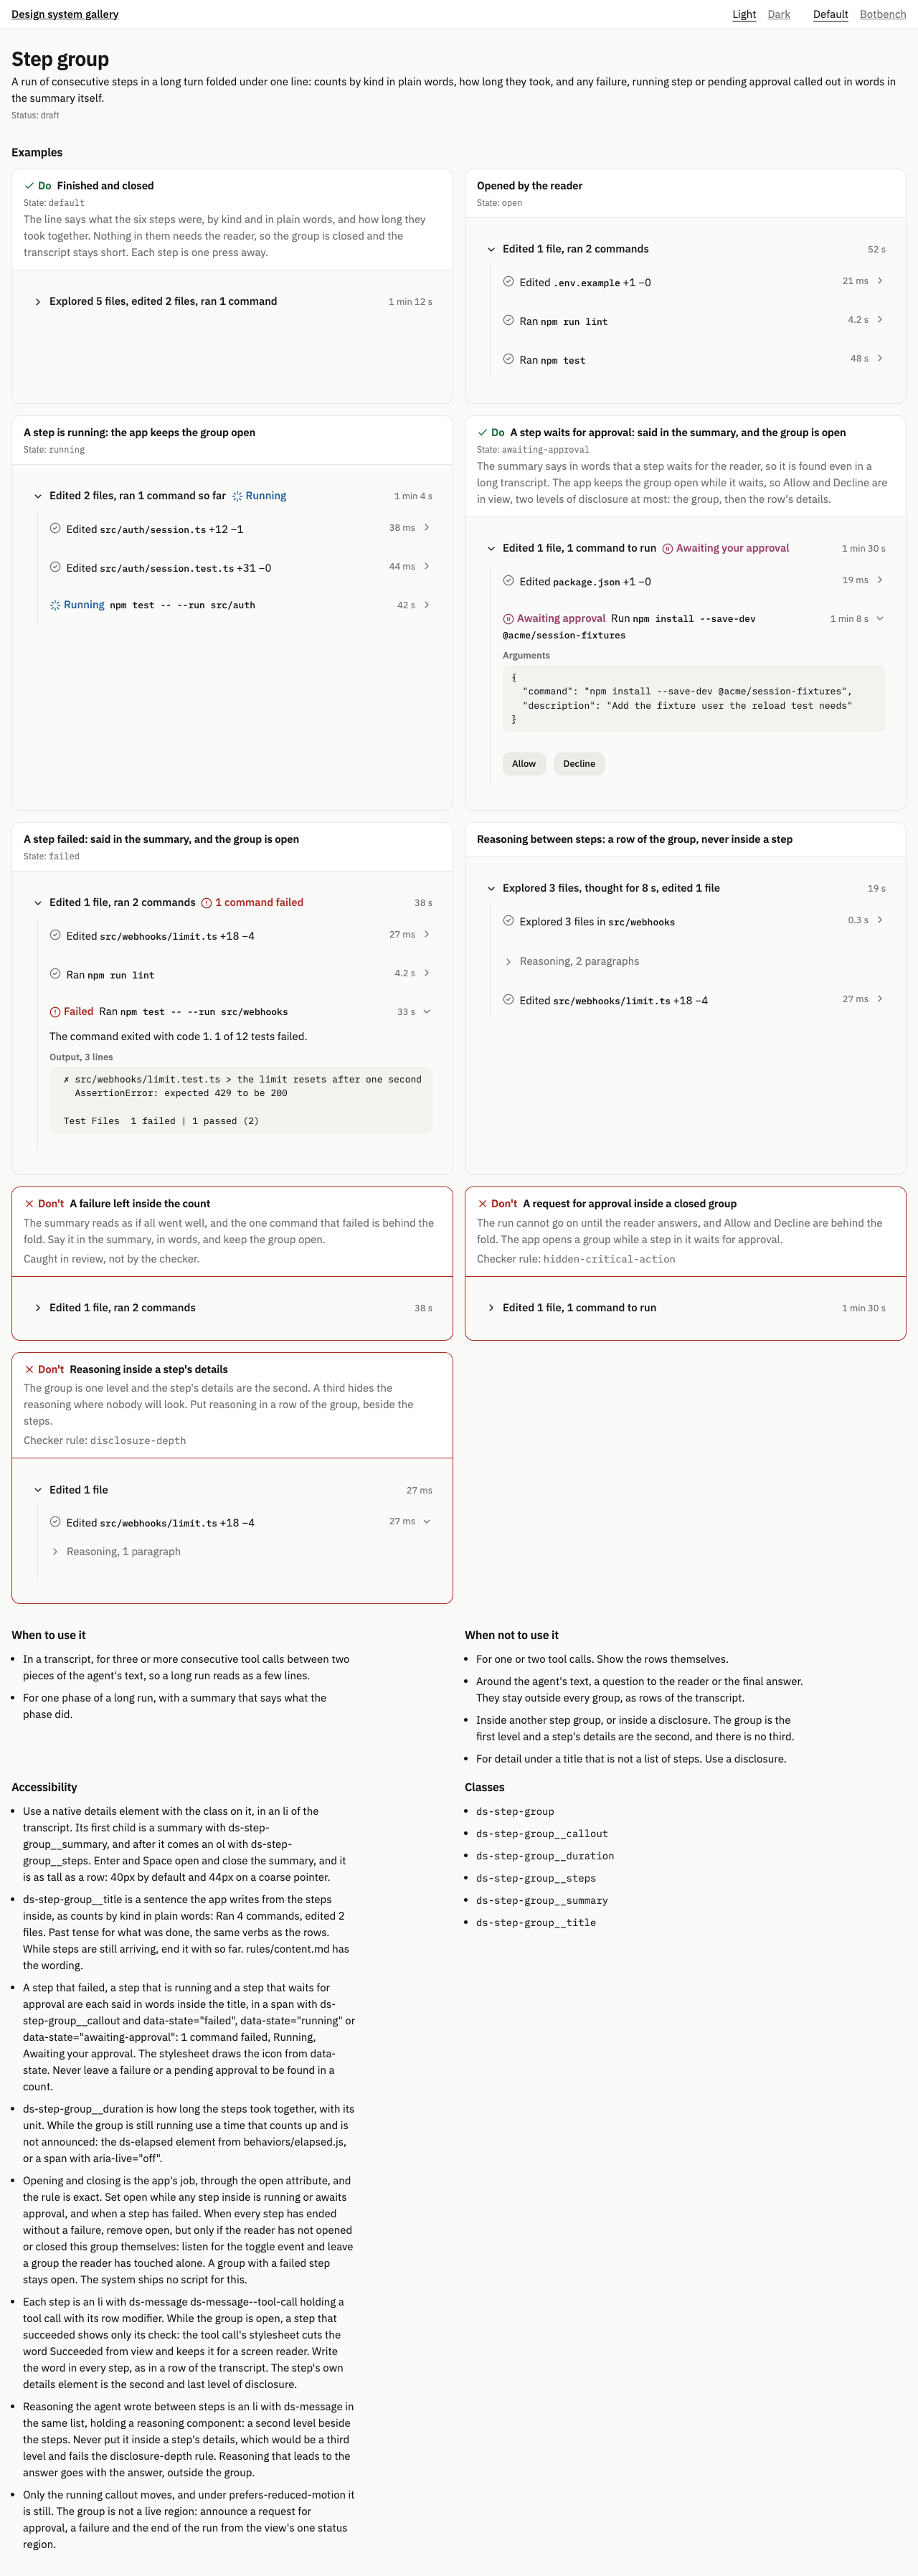 Design system gallery
Light Dark Default Botbench
Step group
A run of consecutive steps in a long turn folded under one line: counts by kind in plain words, how long they took, and any failure, running step or pending approval called out in words in
the summary itself.
Status: draft
Examples
Do Finished and closed
State: default
The line says what the six steps were, by kind and in plain words, and how long they
took together. Nothing in them needs the reader, so the group is closed and the
transcript stays short. Each step is one press away.
Explored 5 files, edited 2 files, ran 1 command 1 min 12 s
Opened by the reader
State: open
Edited 1 file, ran 2 commands 52 s
Edited .env.example +1 −0 21 ms
Ran npm run lint 4.2 s
Ran npm test 48 s
A step is running: the app keeps the group open
State: running
Edited 2 files, ran 1 command so far Running 1 min 4 s
Edited src/auth/session.ts +12 −1 38 ms
Edited src/auth/session.test.ts +31 −0 44 ms
Running npm test -- --run src/auth 42 s
Do A step waits for approval: said in the summary, and the group is open
State: awaiting-approval
The summary says in words that a step waits for the reader, so it is found even in a
long transcript. The app keeps the group open while it waits, so Allow and Decline are
in view, two levels of disclosure at most: the group, then the row's details.
Edited 1 file, 1 command to run Awaiting your approval 1 min 30 s
Edited package.json +1 −0 19 ms
Awaiting approval Run npm install --save-dev 1 min 8 s
@acme/session-fixtures
Arguments
{
"command": "npm install --save-dev @acme/session-fixtures",
"description": "Add the fixture user the reload test needs"
}
Allow Decline
A step failed: said in the summary, and the group is open
State: failed
Edited 1 file, ran 2 commands 1 command failed 38 s
Edited src/webhooks/limit.ts +18 −4 27 ms
Ran npm run lint 4.2 s
Failed Ran npm test -- --run src/webhooks 33 s
The command exited with code 1. 1 of 12 tests failed.
Output, 3 lines
✗ src/webhooks/limit.test.ts > the limit resets after one second
AssertionError: expected 429 to be 200
Test Files 1 failed | 1 passed (2)
Reasoning between steps: a row of the group, never inside a step
Explored 3 files, thought for 8 s, edited 1 file 19 s
Explored 3 files in src/webhooks 0.3 s
Reasoning, 2 paragraphs
Edited src/webhooks/limit.ts +18 −4 27 ms
Don't A failure left inside the count
The summary reads as if all went well, and the one command that failed is behind the
fold. Say it in the summary, in words, and keep the group open.
Caught in review, not by the checker.
Edited 1 file, ran 2 commands 38 s
Don't A request for approval inside a closed group
The run cannot go on until the reader answers, and Allow and Decline are behind the
fold. The app opens a group while a step in it waits for approval.
Checker rule: hidden-critical-action
Edited 1 file, 1 command to run 1 min 30 s
Don't Reasoning inside a step's details
The group is one level and the step's details are the second. A third hides the
reasoning where nobody will look. Put reasoning in a row of the group, beside the
steps.
Checker rule: disclosure-depth
Edited 1 file 27 ms
Edited src/webhooks/limit.ts +18 −4 27 ms
Reasoning, 1 paragraph
When to use it
In a transcript, for three or more consecutive tool calls between two
pieces of the agent's text, so a long run reads as a few lines.
For one phase of a long run, with a summary that says what the
phase did.
When not to use it
For one or two tool calls. Show the rows themselves.
Around the agent's text, a question to the reader or the final answer.
They stay outside every group, as rows of the transcript.
Inside another step group, or inside a disclosure. The group is the
first level and a step's details are the second, and there is no third.
For detail under a title that is not a list of steps. Use a disclosure.
Accessibility
Use a native details element with the class on it, in an li of the
transcript. Its first child is a summary with ds-step-
group__summary, and after it comes an ol with ds-step-
group__steps. Enter and Space open and close the summary, and it
is as tall as a row: 40px by default and 44px on a coarse pointer.
ds-step-group__title is a sentence the app writes from the steps
inside, as counts by kind in plain words: Ran 4 commands, edited 2
files. Past tense for what was done, the same verbs as the rows.
While steps are still arriving, end it with so far. rules/content.md has
the wording.
A step that failed, a step that is running and a step that waits for
approval are each said in words inside the title, in a span with ds-
step-group__callout and data-state="failed", data-state="running" or
data-state="awaiting-approval": 1 command failed, Running,
Awaiting your approval. The stylesheet draws the icon from data-
state. Never leave a failure or a pending approval to be found in a
count.
ds-step-group__duration is how long the steps took together, with its
unit. While the group is still running use a time that counts up and is
not announced: the ds-elapsed element from behaviors/elapsed.js,
or a span with aria-live="off".
Opening and closing is the app's job, through the open attribute, and
the rule is exact. Set open while any step inside is running or awaits
approval, and when a step has failed. When every step has ended
without a failure, remove open, but only if the reader has not opened
or closed this group themselves: listen for the toggle event and leave
a group the reader has touched alone. A group with a failed step
stays open. The system ships no script for this.
Each step is an li with ds-message ds-message--tool-call holding a
tool call with its row modifier. While the group is open, a step that
succeeded shows only its check: the tool call's stylesheet cuts the
word Succeeded from view and keeps it for a screen reader. Write
the word in every step, as in a row of the transcript. The step's own
details element is the second and last level of disclosure.
Reasoning the agent wrote between steps is an li with ds-message in
the same list, holding a reasoning component: a second level beside
the steps. Never put it inside a step's details, which would be a third
level and fails the disclosure-depth rule. Reasoning that leads to the
answer goes with the answer, outside the group.
Only the running callout moves, and under prefers-reduced-motion it
is still. The group is not a live region: announce a request for
approval, a failure and the end of the run from the view's one status
region.
Classes
ds-step-group
ds-step-group__callout
ds-step-group__duration
ds-step-group__steps
ds-step-group__summary
ds-step-group__title